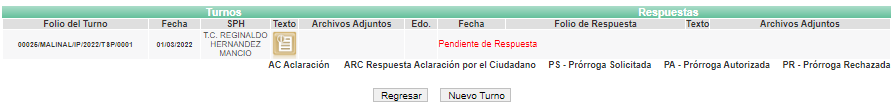 Turnos Respuestas
Folio del Turno Fecha SPH Texto Archivos Adjuntos Edo. Fecha Folio de Respuesta Texto Archivos Adjuntos
00025/MALINAL/IP/2022/TSP/0001 01/03/2022 T.C. REGINALDO HERNANDEZ MANCIO Pendiente de Respuesta
AC Aclaración ARC Respuesta Aclaración por el Ciudadano PS - Prórroga Solicitada PA - Prórroga Autorizada PR - Prórroga Rechazada
Regresar Nuevo Turno